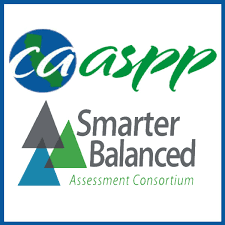 caaspp
Smarter
Balanced
Assessment Consortium